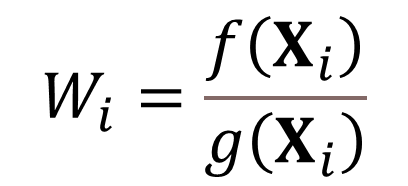 w_i = f(𝐗_i) / g(𝐗_i)